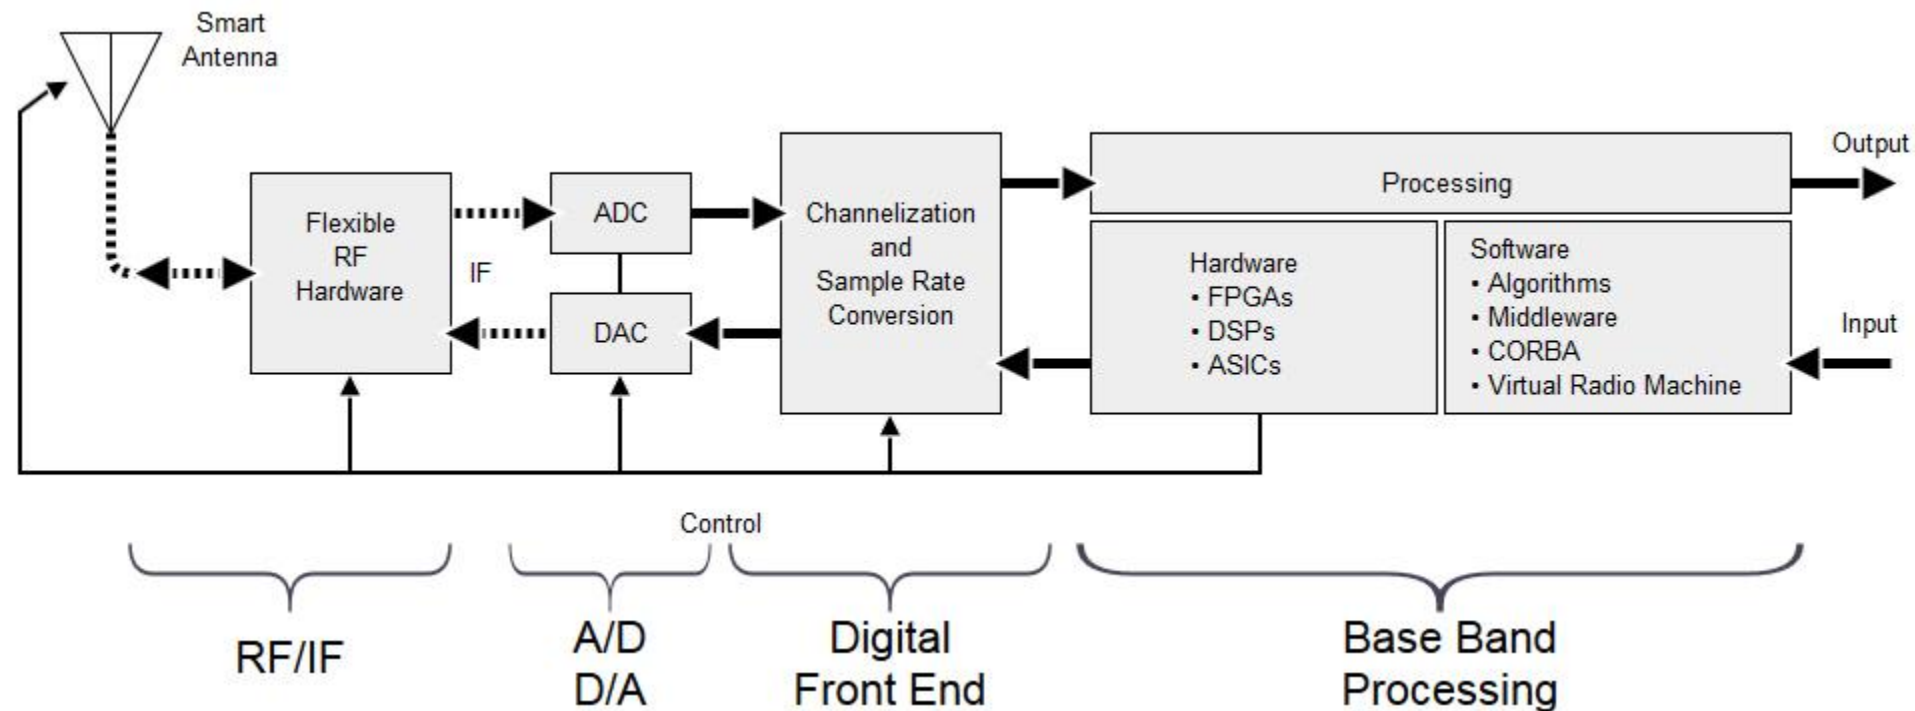 Smart
Antenna
Flexible
RF
Hardware
IF
ADC
DAC
Channelization
and
Sample Rate
Conversion
Processing
Hardware
• FPGAs
• DSPs
• ASICs
Software
• Algorithms
• Middleware
• CORBA
• Virtual Radio Machine
Output
Input
Control
RF/IF
A/D
D/A
Digital
Front End
Base Band
Processing